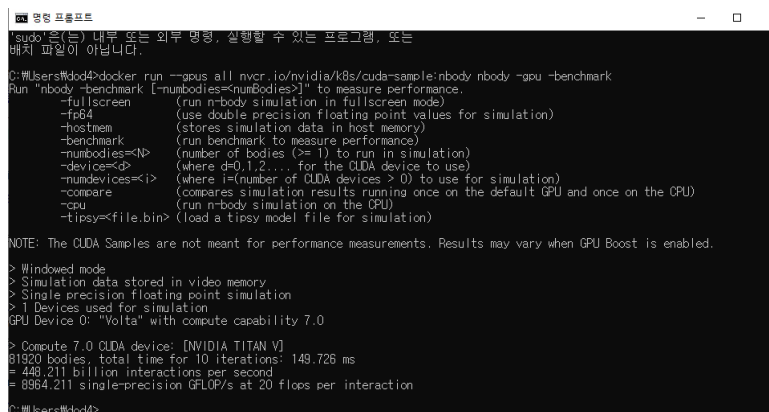 명령 프롬프트
'sudo'은(는) 내부 또는 외부 명령, 실행할 수 있는 프로그램, 또는
배치 파일이 아닙니다.
C:₩Users₩dod4>docker run --gpus all nvcr.io/nvidia/k8s/cuda-sample:nbody nbody -gpu -benchmark
Run "nbody -benchmark [-numbodies=<numBodies>]" to measure performance.
-fullscreen (run n-body simulation in fullscreen mode)
-fp64 (use double precision floating point values for simulation)
-hostmem (stores simulation data in host memory)
-benchmark (run benchmark to measure performance)
-numbodies=<N> (number of bodies (>= 1) to run in simulation)
-device=<d> (where d=0,1,2.... for the CUDA device to use)
-numdevices=<i> (where i=(number of CUDA devices > 0) to use for simulation)
-compare (compares simulation results running once on the default GPU and once on the CPU)
-cpu (run n-body simulation on the CPU)
-tipsy=<file.bin> (load a tipsy model file for simulation)
NOTE: The CUDA Samples are not meant for performance measurements. Results may vary when GPU Boost is enabled.
> Windowed mode
> Simulation data stored in video memory
> Single precision floating point simulation
> 1 Devices used for simulation
GPU Device 0: "Volta" with compute capability 7.0
> Compute 7.0 CUDA device: [NVIDIA TITAN V]
81920 bodies, total time for 10 iterations: 149.726 ms
= 448.211 billion interactions per second
= 8964.211 single-precision GFLOP/s at 20 flops per interaction
C:₩Users₩dod4>